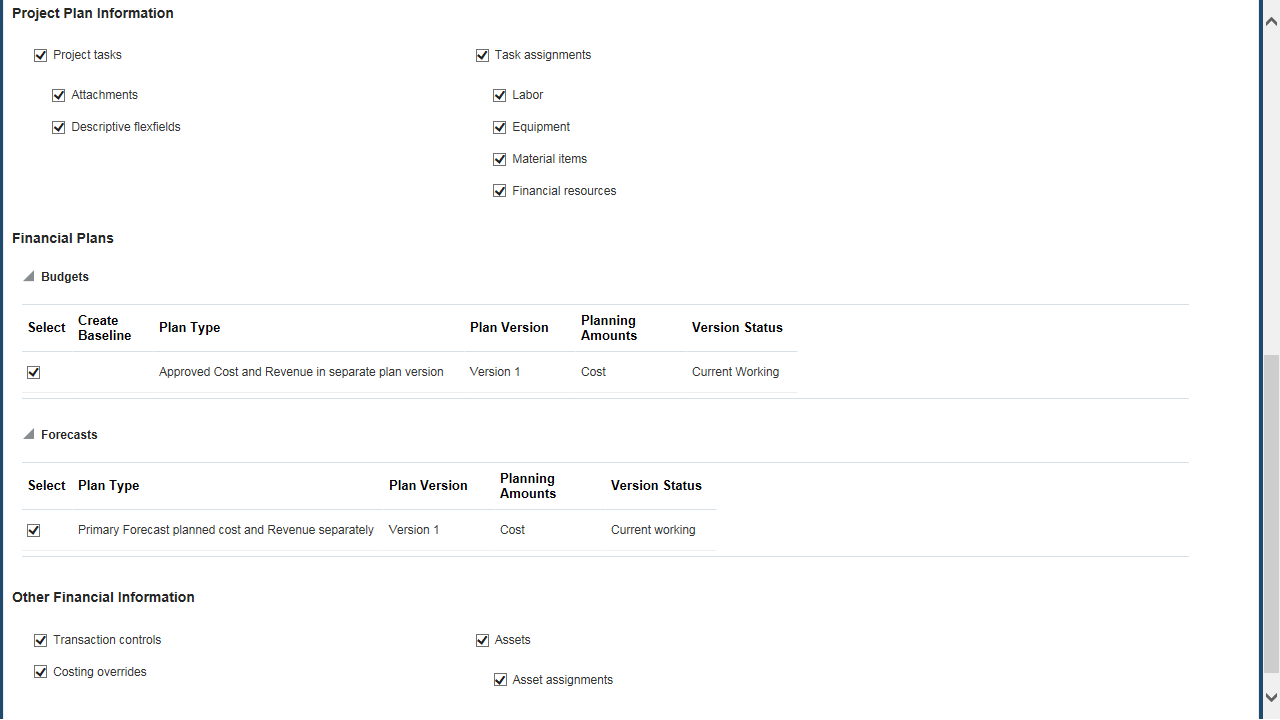 Project Plan Information
Project tasks
Task assignments
Attachments
Labor
Descriptive flexfields
Equipment
Material items
Financial resources
Financial Plans
Budgets
Select Create Baseline Plan Type Plan Version Planning Amounts Version Status
Approved Cost and Revenue in separate plan version Version 1 Cost Current Working
Forecasts
Select Plan Type Plan Version Planning Amounts Version Status
Primary Forecast planned cost and Revenue separately Version 1 Cost Current working
Other Financial Information
Transaction controls
Assets
Costing overrides
Asset assignments